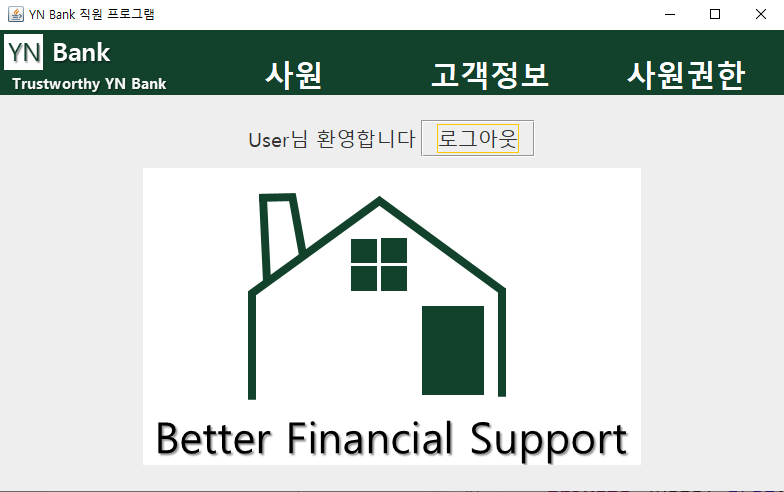 YN Bank 직원 프로그램
YN Bank
Trustworthy YN Bank
사원 고객정보 사원권한
User님 환영합니다 로그아웃
Better Financial Support